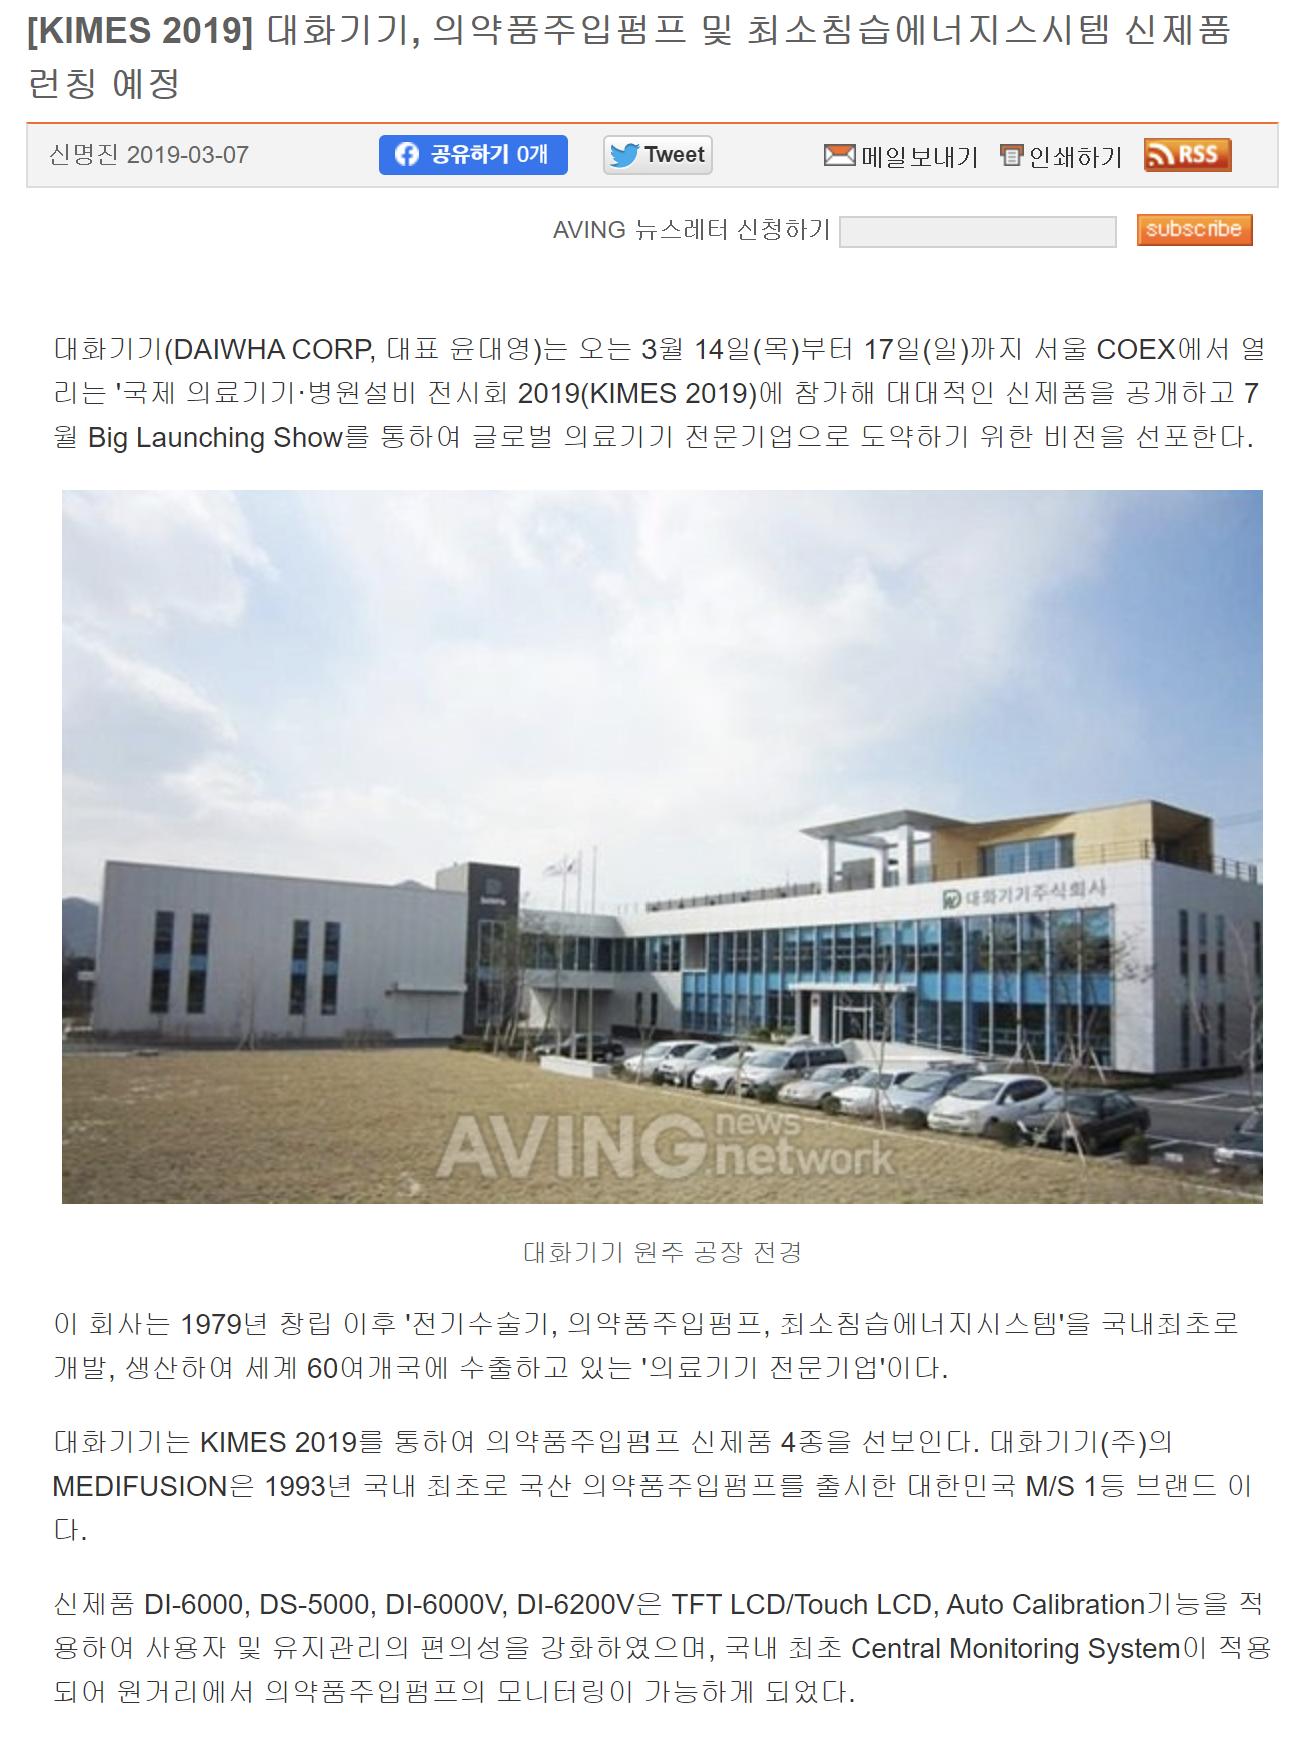 [KIMES 2019] 대화기기, 의약품주입펌프 및 최소침습에너지스시템 신제품
런칭 예정
신명진 2019-03-07
공유하기 0개
Tweet
메일보내기
인쇄하기
RSS
AVING 뉴스레터 신청하기
subscribe
대화기기(DAIWHA CORP, 대표 윤대영)는 오는 3월 14일(목)부터 17일(일)까지 서울 COEX에서 열
리는 '국제 의료기기·병원설비 전시회 2019(KIMES 2019)에 참가해 대대적인 신제품을 공개하고 7
월 Big Launching Show를 통하여 글로벌 의료기기 전문기업으로 도약하기 위한 비전을 선포한다.
대화기기주식회사
AVING news
network
대화기기 원주 공장 전경
이 회사는 1979년 창립 이후 '전기수술기, 의약품주입펌프, 최소침습에너지시스템'을 국내최초로
개발, 생산하여 세계 60여개국에 수출하고 있는 '의료기기 전문기업'이다.
대화기기는 KIMES 2019를 통하여 의약품주입펌프 신제품 4종을 선보인다. 대화기기(주)의
MEDIFUSION은 1993년 국내 최초로 국산 의약품주입펌프를 출시한 대한민국 M/S 1등 브랜드 이
다.
신제품 DI-6000, DS-5000, DI-6000V, DI-6200V은 TFT LCD/Touch LCD, Auto Calibration기능을 적
용하여 사용자 및 유지관리의 편의성을 강화하였으며, 국내 최초 Central Monitoring System이 적용
되어 원거리에서 의약품주입펌프의 모니터링이 가능하게 되었다.